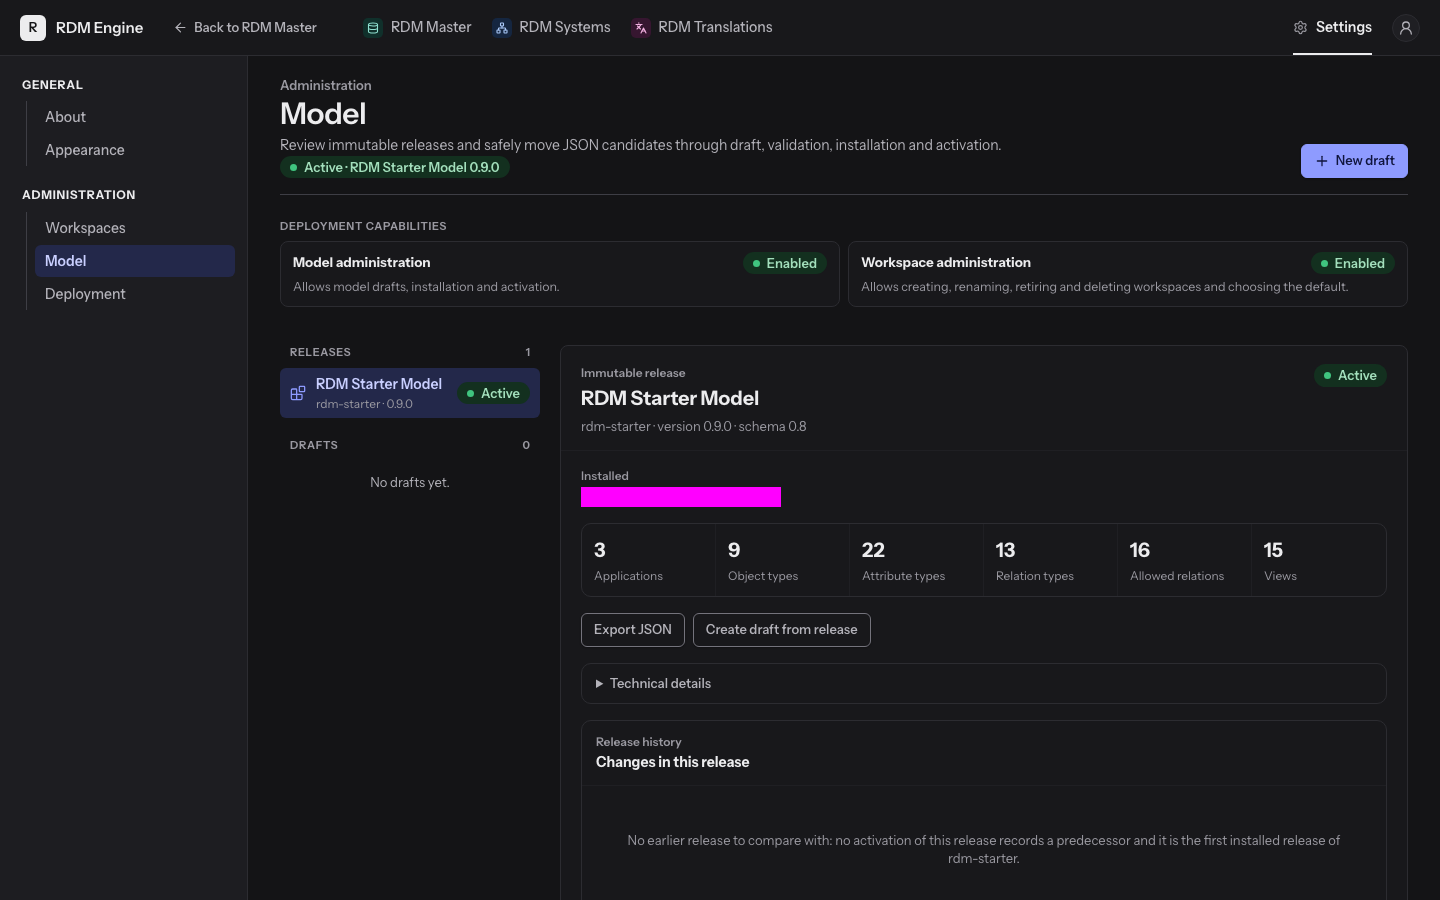 R RDM Engine
Back to RDM Master
RDM Master
RDM Systems
RDM Translations
Settings
GENERAL
About
Appearance
ADMINISTRATION
Workspaces
Model
Deployment
Administration
Model
Review immutable releases and safely move JSON candidates through draft, validation, installation and activation.
Active · RDM Starter Model 0.9.0
New draft
DEPLOYMENT CAPABILITIES
Model administration
Enabled
Allows model drafts, installation and activation.
Workspace administration
Enabled
Allows creating, renaming, retiring and deleting workspaces and choosing the default.
RELEASES 1
RDM Starter Model
rdm-starter · 0.9.0
Active
DRAFTS 0
No drafts yet.
Immutable release
RDM Starter Model
rdm-starter · version 0.9.0 · schema 0.8
Active
Installed
3
Applications
9
Object types
22
Attribute types
13
Relation types
16
Allowed relations
15
Views
Export JSON
Create draft from release
Technical details
Release history
Changes in this release
No earlier release to compare with: no activation of this release records a predecessor and it is the first installed release of
rdm-starter.